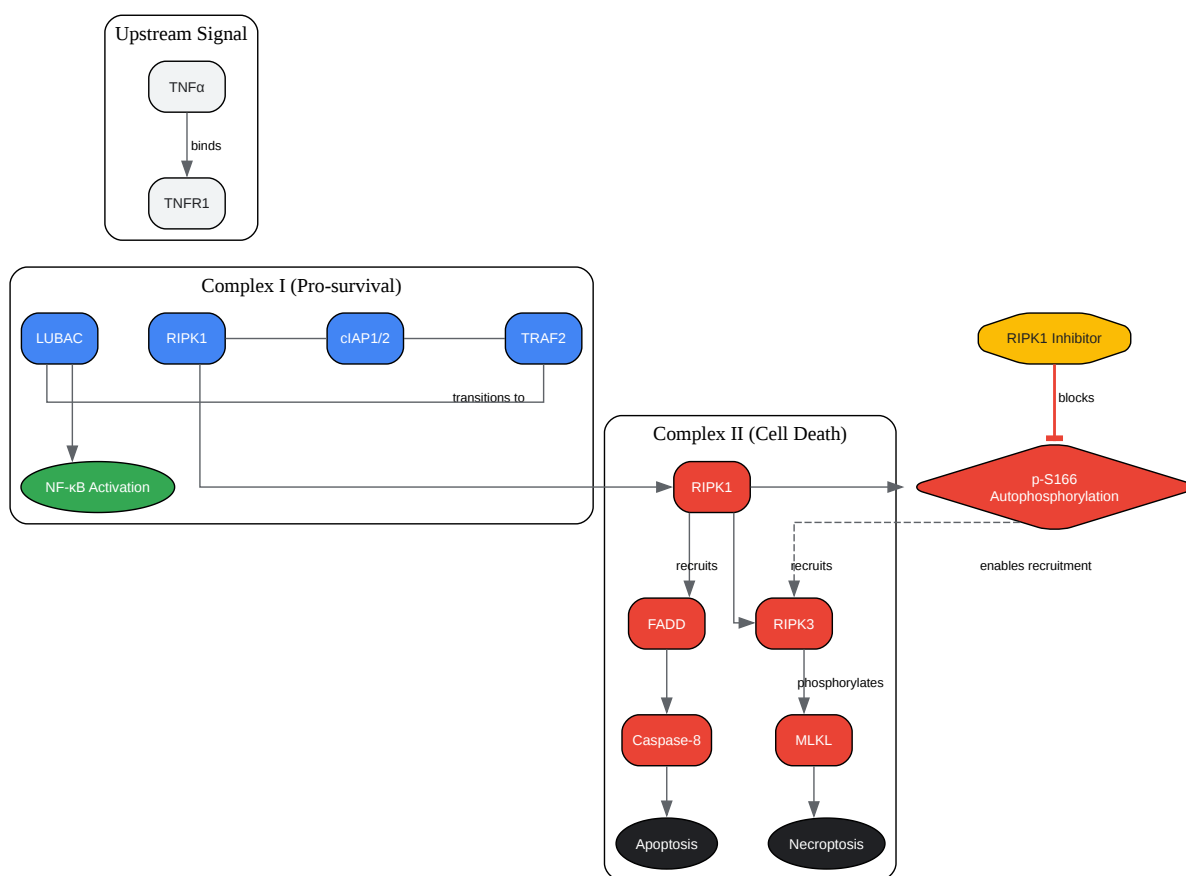 Upstream Signal
TNFα
binds
TNFR1
Complex I (Pro-survival)
LUBAC
RIPK1
cIAP1/2
TRAF2
RIPK1 Inhibitor
transitions to
blocks
Complex II (Cell Death)
NF-κB Activation
RIPK1
p-S166
Autophosphorylation
recruits
recruits
enables recruitment
FADD
RIPK3
phosphorylates
Caspase-8
MLKL
Apoptosis
Necroptosis